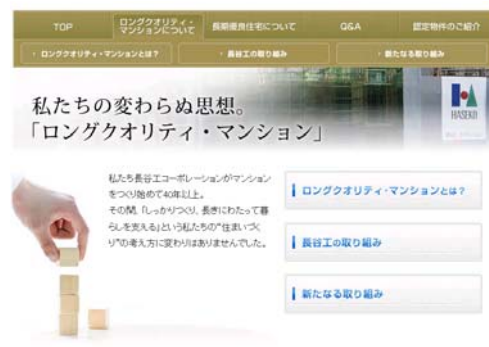 TOP
ロングクオリティ・
マンションについて
長期優良住宅について
Q&A
認定物件のご紹介
ロングクオリティ・マンションとは?
長谷工の取り組み
新たなる取り組み
私たちの変わらぬ思想。
「ロングクオリティ・マンション」
HASEKO
私たち長谷工コーポレーションがマンション
をつくり始めて40年以上。
その間、「しっかりつくり、長きにわたって暮
らしを支える」という私たちの"住まいづく
り"の考え方に変わりはありませんでした。
ロングクオリティ・マンションとは?
長谷工の取り組み
新たなる取り組み